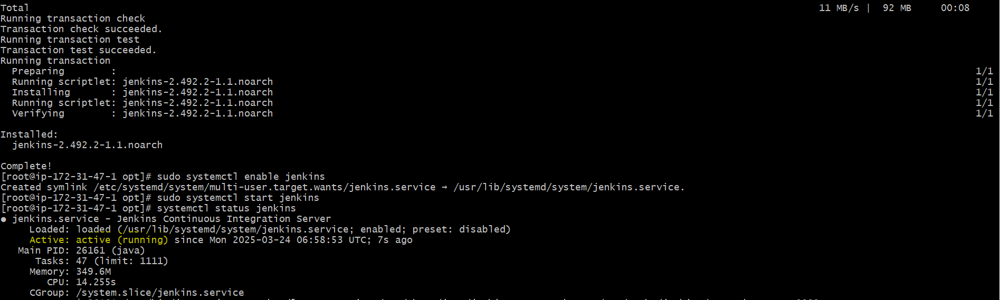 Total 11 MB/s | 92 MB 00:08
Running transaction check
Transaction check succeeded.
Running transaction test
Transaction test succeeded.
Running transaction
  Preparing        : 1/1
  Running scriptlet: jenkins-2.492.2-1.1.noarch 1/1
  Installing       : jenkins-2.492.2-1.1.noarch 1/1
  Running scriptlet: jenkins-2.492.2-1.1.noarch 1/1
  Verifying        : jenkins-2.492.2-1.1.noarch 1/1

Installed:
  jenkins-2.492.2-1.1.noarch

Complete!
[root@ip-172-31-47-1 opt]# sudo systemctl enable jenkins
Created symlink /etc/systemd/system/multi-user.target.wants/jenkins.service → /usr/lib/systemd/system/jenkins.service.
[root@ip-172-31-47-1 opt]# sudo systemctl start jenkins
[root@ip-172-31-47-1 opt]# systemctl status jenkins
● jenkins.service - Jenkins Continuous Integration Server
     Loaded: loaded (/usr/lib/systemd/system/jenkins.service; enabled; preset: disabled)
     Active: active (running) since Mon 2025-03-24 06:58:53 UTC; 7s ago
   Main PID: 26161 (java)
      Tasks: 47 (limit: 1111)
     Memory: 349.6M
        CPU: 14.255s
     CGroup: /system.slice/jenkins.service